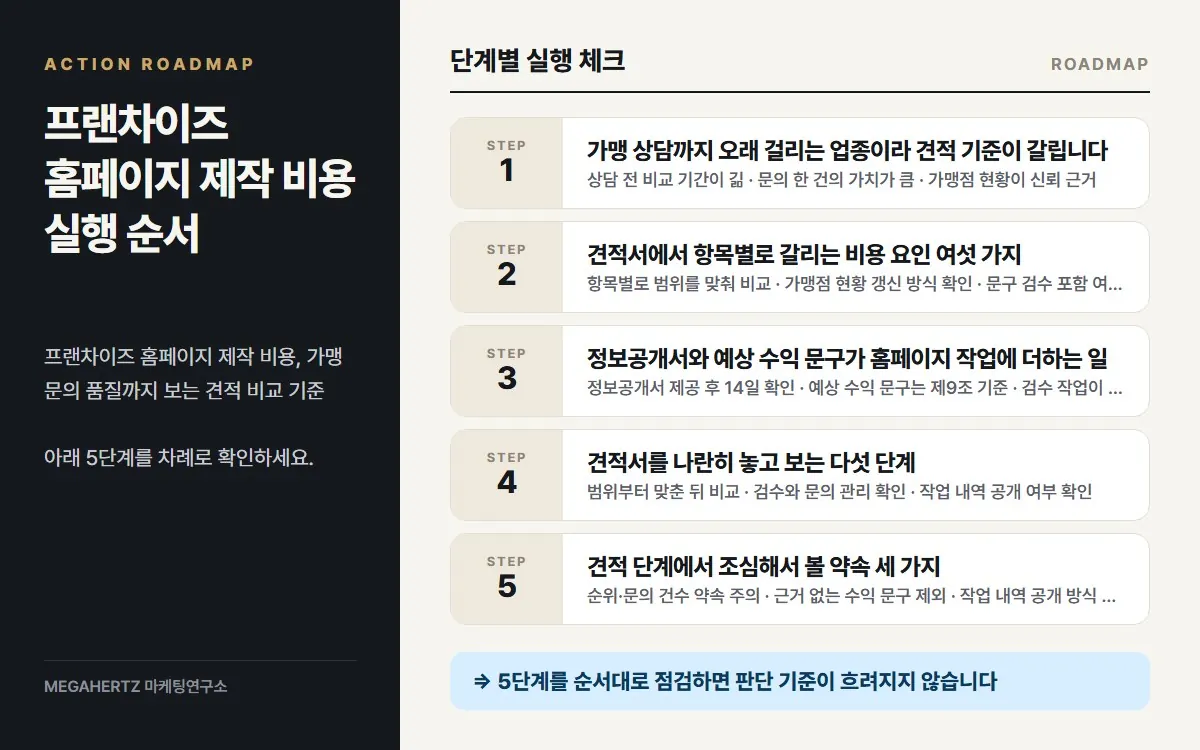 ACTION ROADMAP
프랜차이즈
홈페이지 제작 비용
실행 순서
프랜차이즈 홈페이지 제작 비용, 가맹
문의 품질까지 보는 견적 비교 기준
아래 5단계를 차례로 확인하세요.
MEGAHERTZ 마케팅연구소
단계별 실행 체크
ROADMAP
STEP
1
가맹 상담까지 오래 걸리는 업종이라 견적 기준이 갈립니다
상담 전 비교 기간이 긺 · 문의 한 건의 가치가 큼 · 가맹점 현황이 신뢰 근거
STEP
2
견적서에서 항목별로 갈리는 비용 요인 여섯 가지
항목별로 범위를 맞춰 비교 · 가맹점 현황 갱신 방식 확인 · 문구 검수 포함 여...
STEP
3
정보공개서와 예상 수익 문구가 홈페이지 작업에 더하는 일
정보공개서 제공 후 14일 확인 · 예상 수익 문구는 제9조 기준 · 검수 작업이 ...
STEP
4
견적서를 나란히 놓고 보는 다섯 단계
범위부터 맞춘 뒤 비교 · 검수와 문의 관리 확인 · 작업 내역 공개 여부 확인
STEP
5
견적 단계에서 조심해서 볼 약속 세 가지
순위·문의 건수 약속 주의 · 근거 없는 수익 문구 제외 · 작업 내역 공개 방식 ...
→ 5단계를 순서대로 점검하면 판단 기준이 흐려지지 않습니다